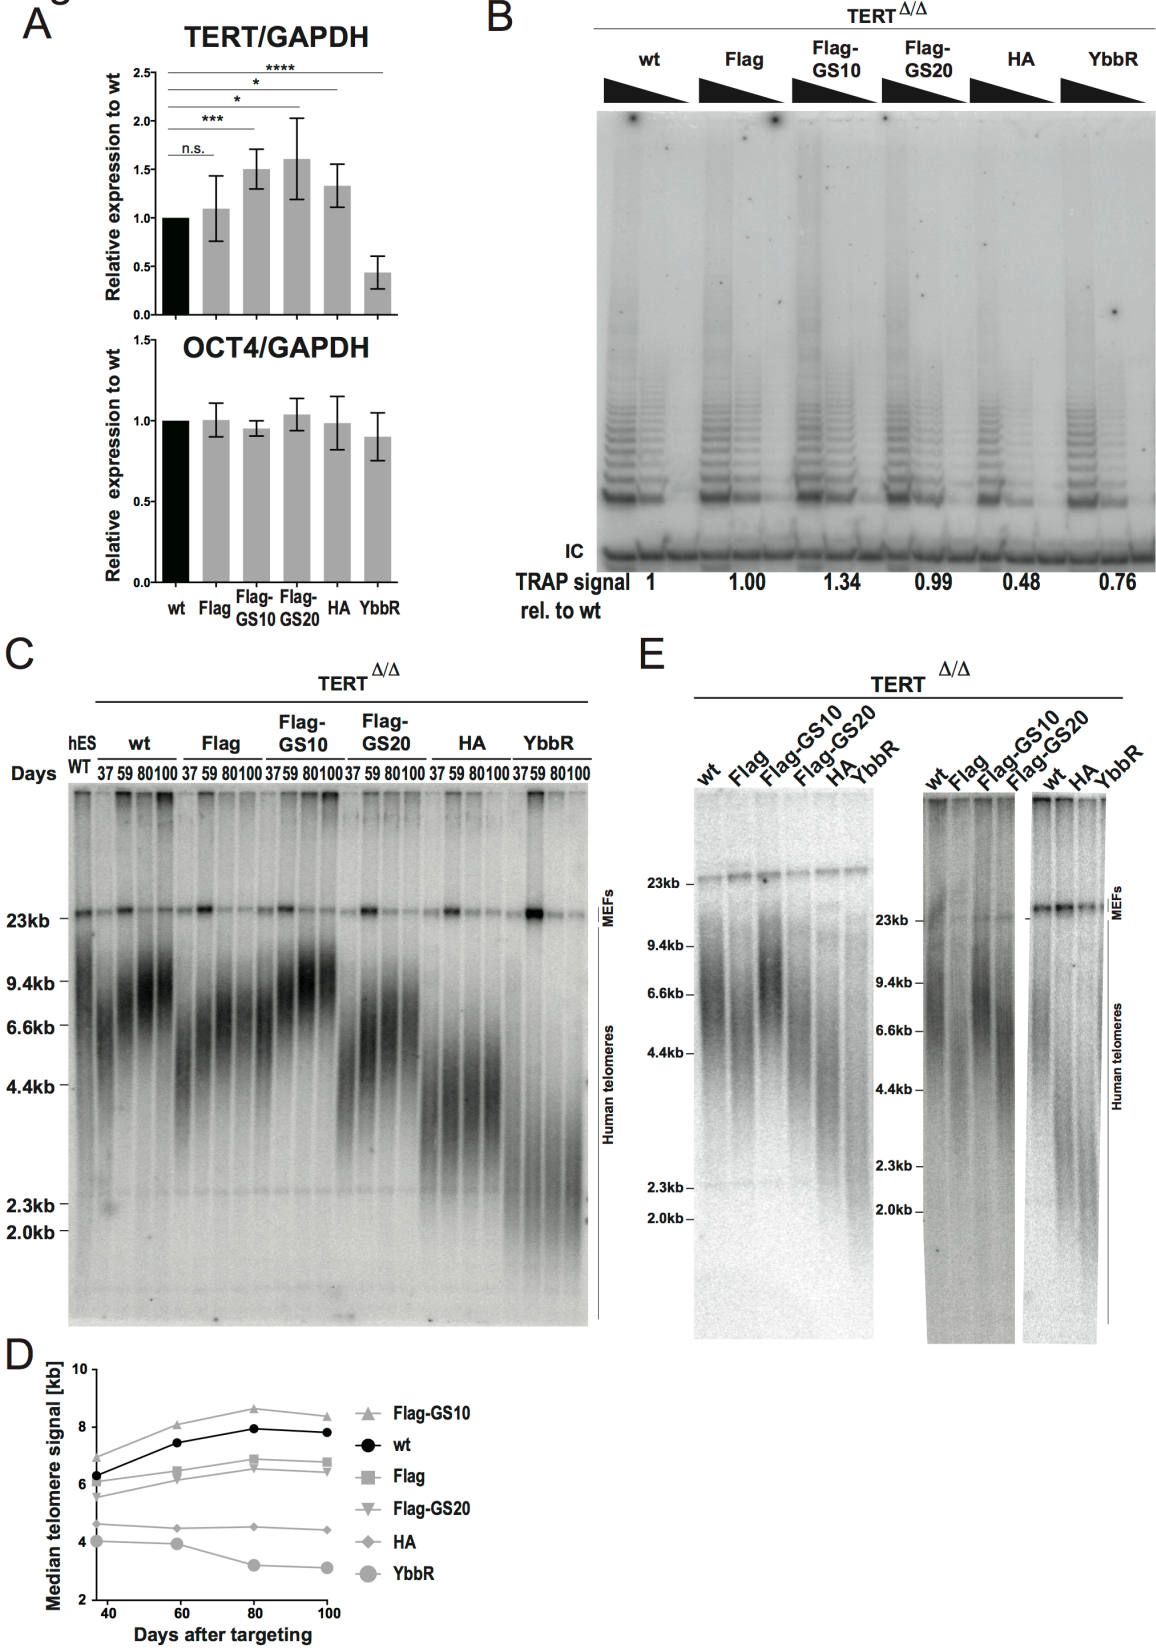 A
TERT/GAPDH
Relative expression to wt
2.5
2.0
1.5
1.0
0.5
0.0
****
*
*
***
n.s.
OCT4/GAPDH
Relative expression to wt
1.5
1.0
0.5
0.0
wt Flag Flag-GS10 Flag-GS20 HA YbbR
B
TERT Δ/Δ
wt Flag Flag-GS10 Flag-GS20 HA YbbR
IC
TRAP signal 1 1.00 1.34 0.99 0.48 0.76
rel. to wt
C
TERT Δ/Δ
hES WT wt Flag Flag-GS10 Flag-GS20 HA YbbR
Days 37 59 80 100 37 59 80 100 37 59 80 100 37 59 80 100 37 59 80 100 37 59 80 100
23kb
9.4kb
6.6kb
4.4kb
2.3kb
2.0kb
MEFs
Human telomeres
E
TERT Δ/Δ
wt Flag Flag-GS10 Flag-GS20 HA YbbR
23kb
9.4kb
6.6kb
4.4kb
2.3kb
2.0kb
wt Flag Flag-GS10 Flag-GS20 wt HA YbbR
23kb
9.4kb
6.6kb
4.4kb
2.3kb
2.0kb
MEFs
Human telomeres
D
Median telomere signal [kb]
10
8
6
4
2
40 60 80 100
Days after targeting
Flag-GS10
wt
Flag
Flag-GS20
HA
YbbR